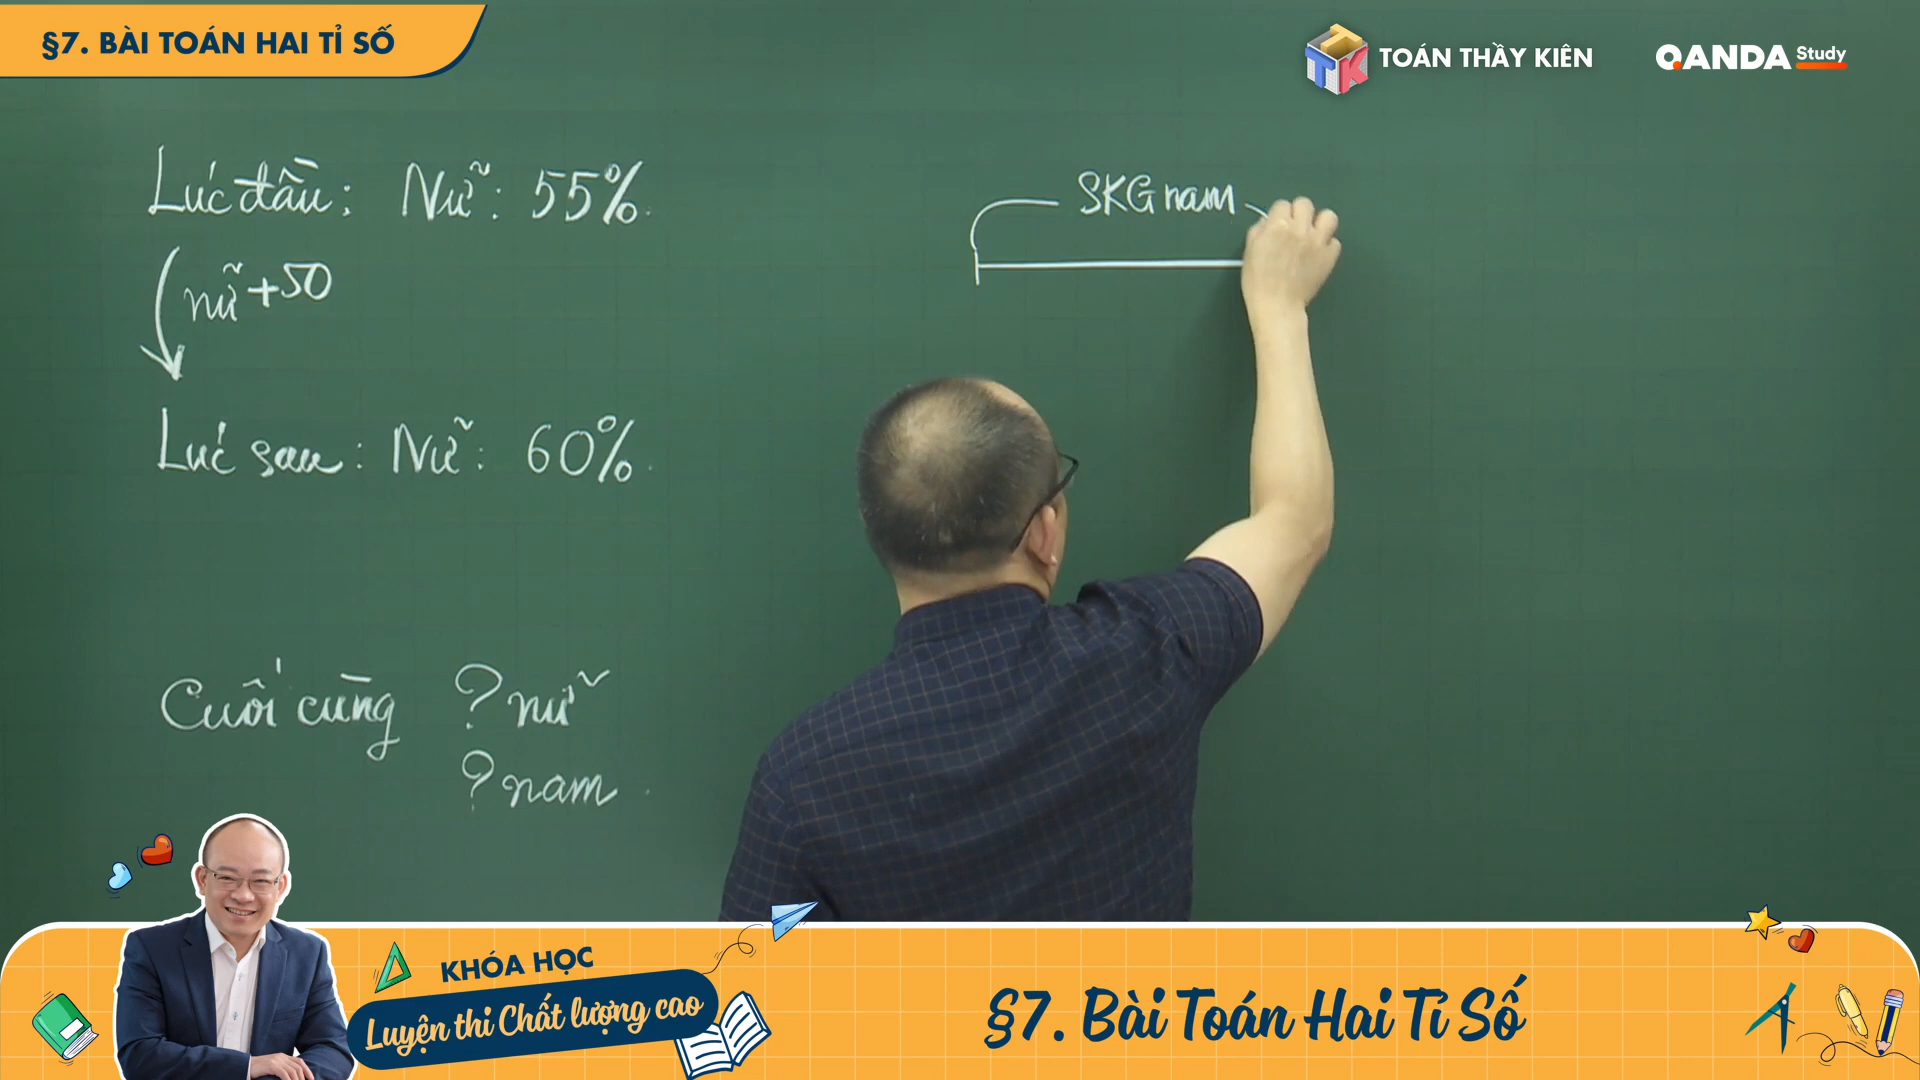 §7. BÀI TOÁN HAI TỈ SỐ
TTK TOÁN THẦY KIÊN
QANDA Study
Lúc đầu: Nữ: 55%.
nữ +50
Lúc sau: Nữ: 60%.
Cuối cùng ? nữ
? nam.
SKG nam
KHÓA HỌC
Luyện thi Chất lượng cao
§7. Bài Toán Hai Tỉ Số